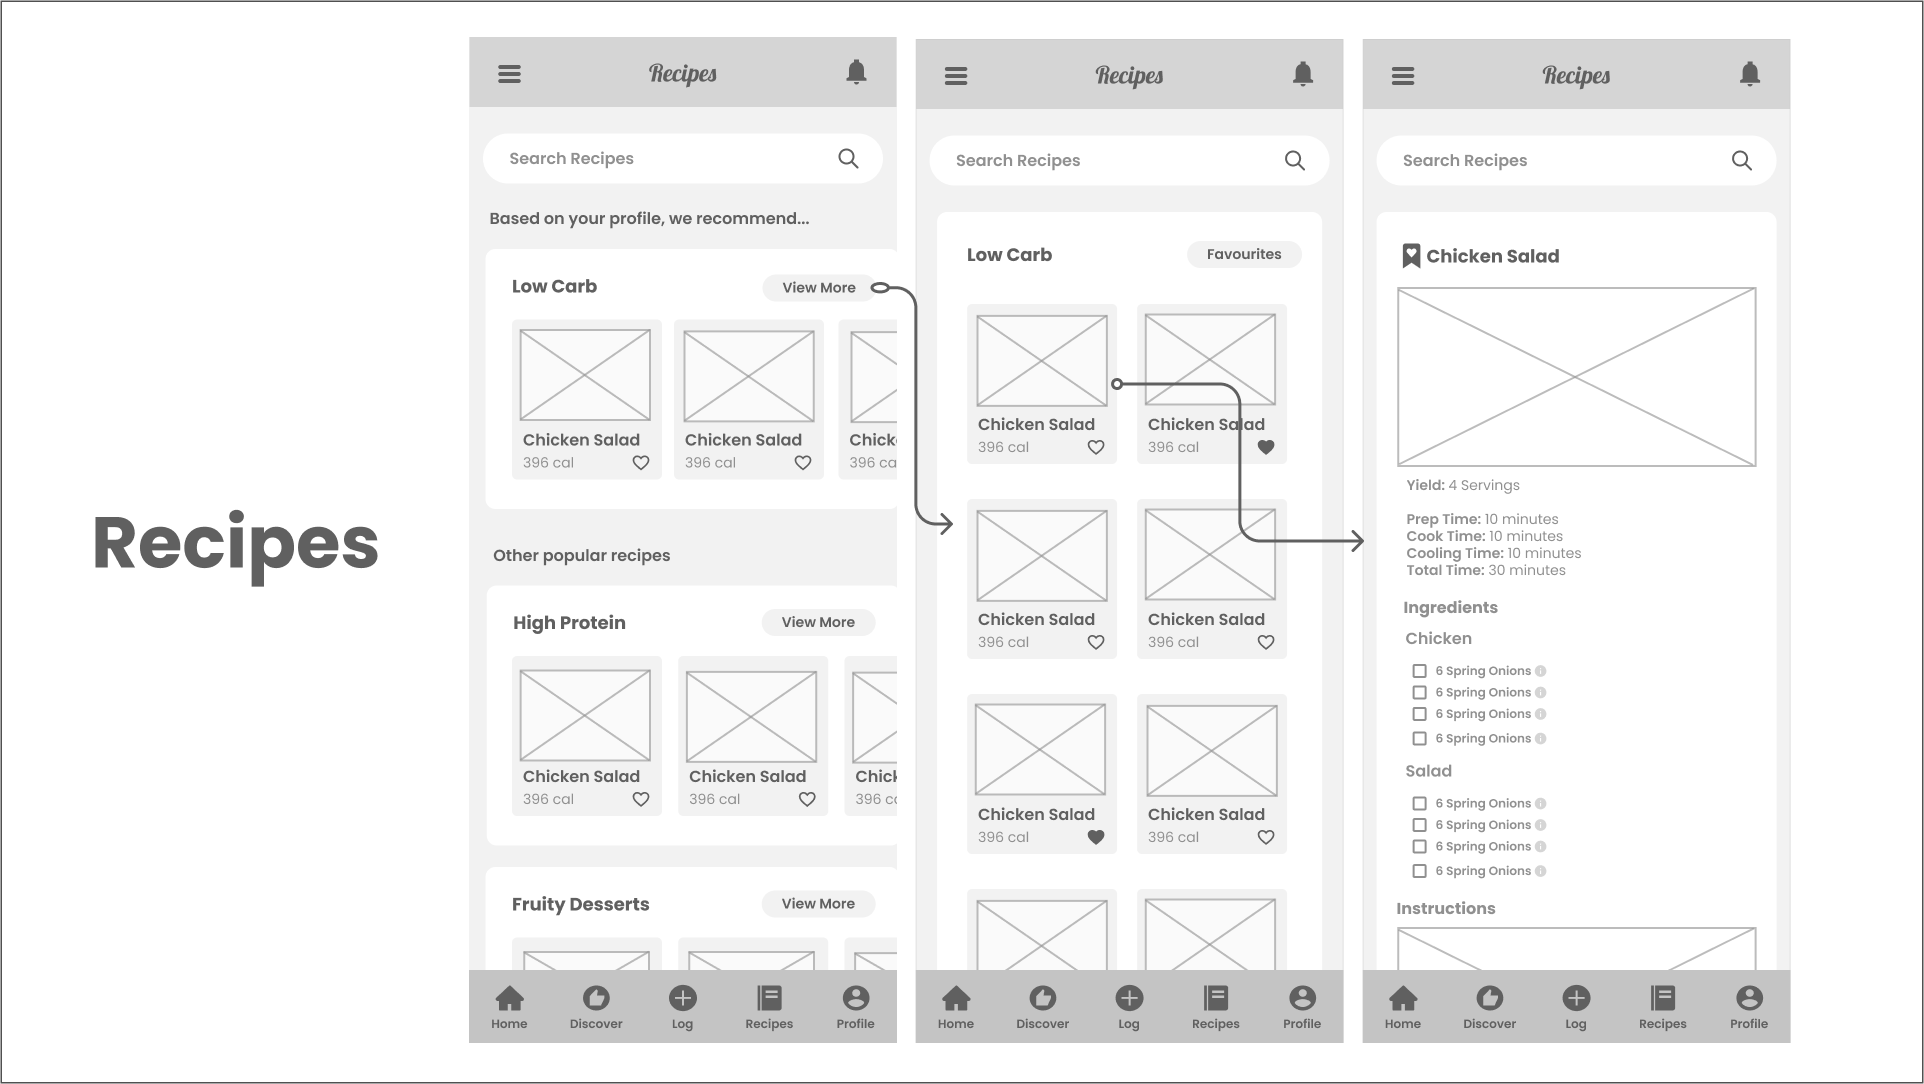 Recipes
Recipes
Search Recipes
Based on your profile, we recommend...
Low Carb
View More
Chicken Salad
396 cal
Chicken Salad
396 cal
Chick
396 ca
Other popular recipes
High Protein
View More
Chicken Salad
396 cal
Chicken Salad
396 cal
Chick
396 c
Fruity Desserts
View More
Home
Discover
Log
Recipes
Profile
Recipes
Search Recipes
Low Carb
Favourites
Chicken Salad
396 cal
Chicken Salad
396 cal
Chicken Salad
396 cal
Chicken Salad
396 cal
Chicken Salad
396 cal
Chicken Salad
396 cal
Home
Discover
Log
Recipes
Profile
Recipes
Search Recipes
Chicken Salad
Yield: 4 Servings
Prep Time: 10 minutes
Cook Time: 10 minutes
Cooling Time: 10 minutes
Total Time: 30 minutes
Ingredients
Chicken
6 Spring Onions
6 Spring Onions
6 Spring Onions
6 Spring Onions
Salad
6 Spring Onions
6 Spring Onions
6 Spring Onions
6 Spring Onions
Instructions
Home
Discover
Log
Recipes
Profile